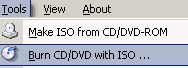 Tools View About
Make ISO from CD/DVD-ROM
Burn CD/DVD with ISO ...